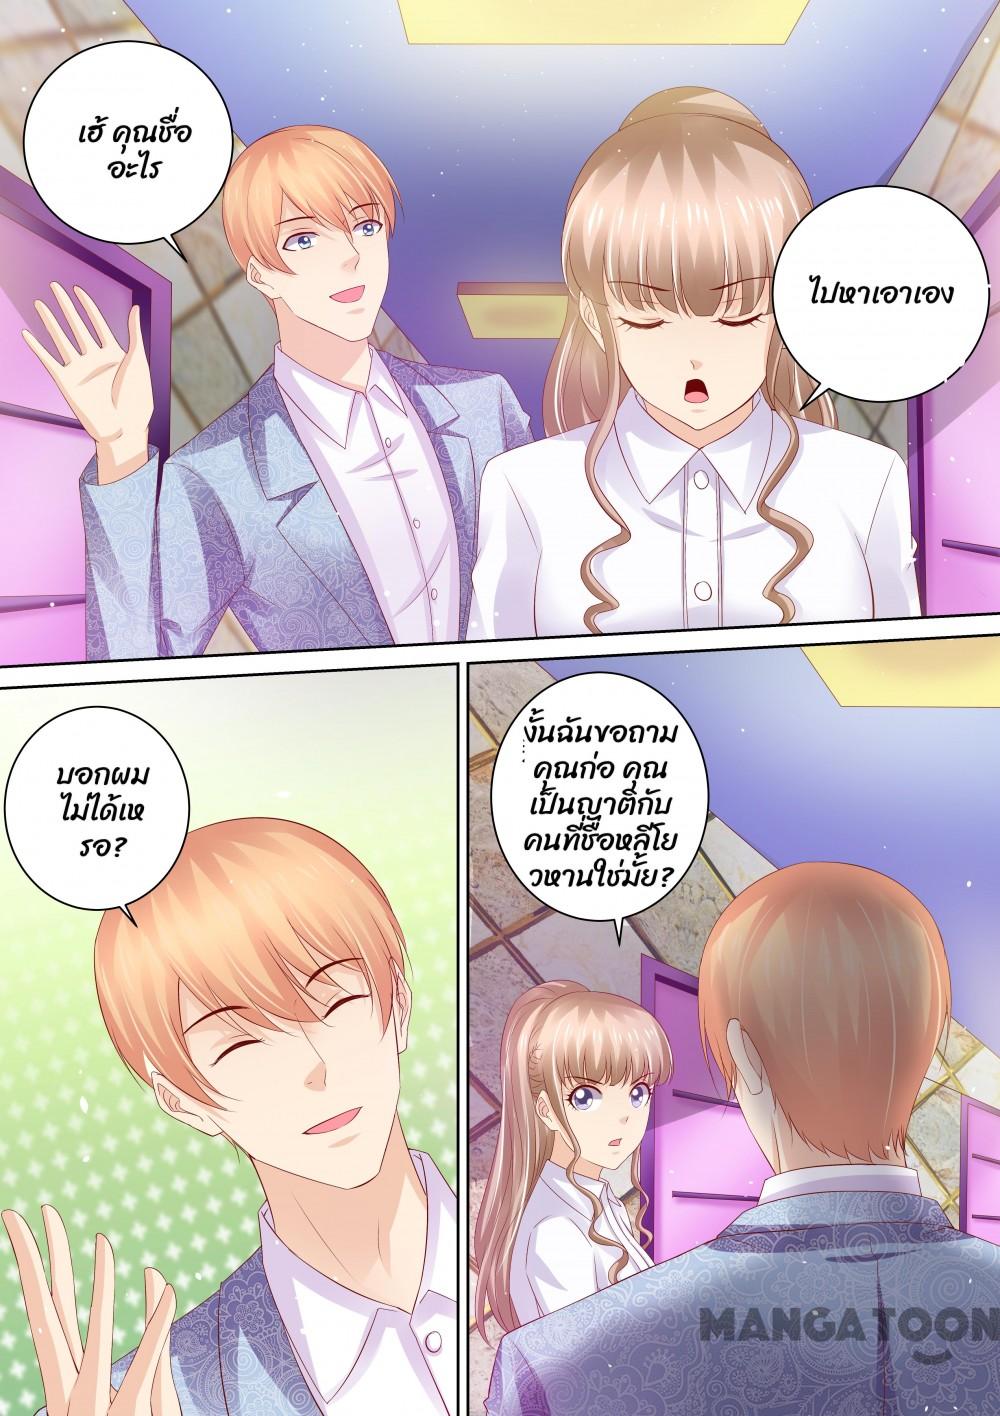 เฮ้ คุณชื่อ
อะไร
ไปหาเอาเอง
บอกผม
ไม่ได้เห
รอ?
งั้นฉันขอถาม
คุณก่อ คุณ
เป็นญาติกับ
คนที่ชื่อหลี่โย
วหานใช่มั้ย?
MANGATOON